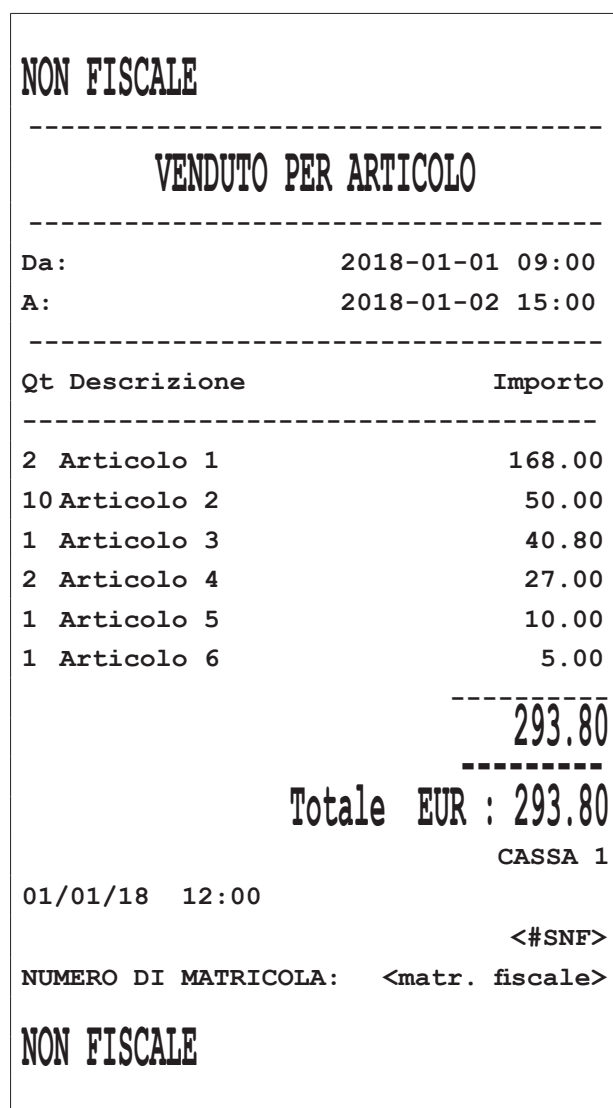 NON FISCALE
------------------------------------
VENDUTO PER ARTICOLO
------------------------------------
Da: 2018-01-01 09:00
A: 2018-01-02 15:00
------------------------------------
Qt Descrizione Importo
------------------------------------
2 Articolo 1 168.00
10 Articolo 2 50.00
1 Articolo 3 40.80
2 Articolo 4 27.00
1 Articolo 5 10.00
1 Articolo 6 5.00
----------
293.80
---------
Totale EUR : 293.80
CASSA 1
01/01/18 12:00
<#SNF>
NUMERO DI MATRICOLA: <matr. fiscale>
NON FISCALE